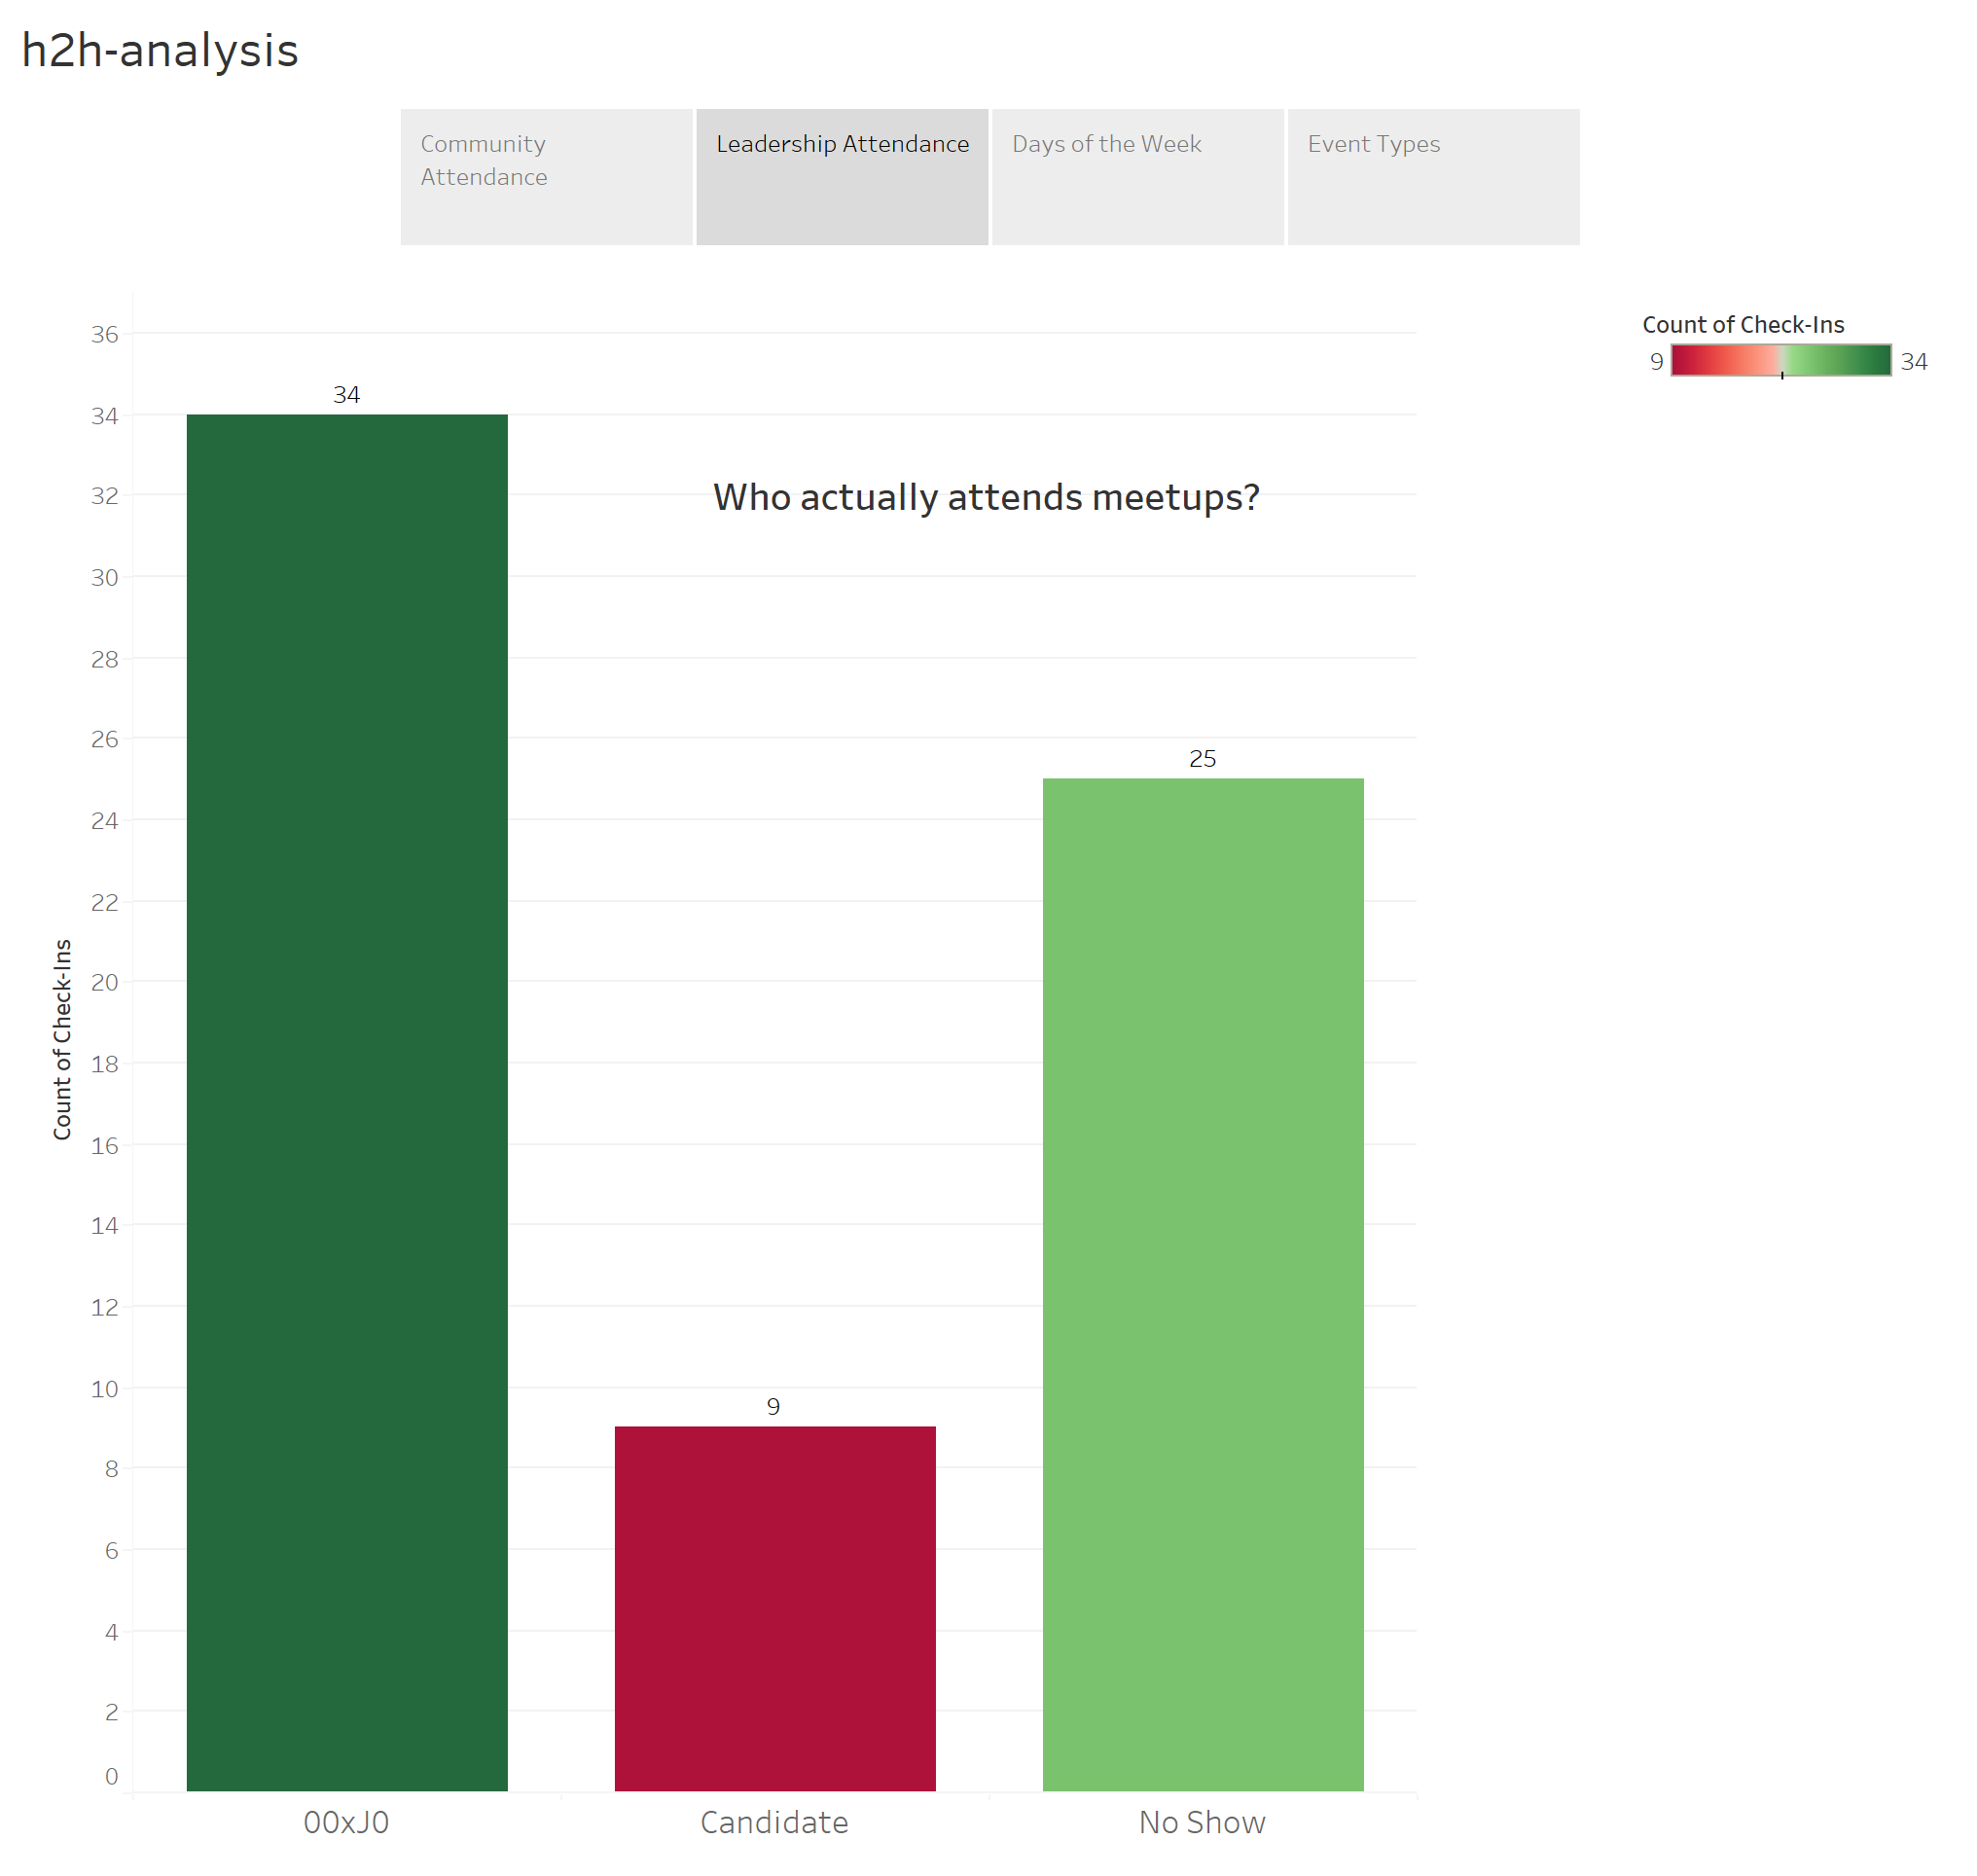 h2h-analysis
Community
Attendance
Leadership Attendance
Days of the Week
Event Types
Count of Check-Ins
9
34
36
34
32
30
28
26
24
22
20
18
16
14
12
10
8
6
4
2
0
Count of Check-Ins
34
Who actually attends meetups?
25
9
00xJ0
Candidate
No Show